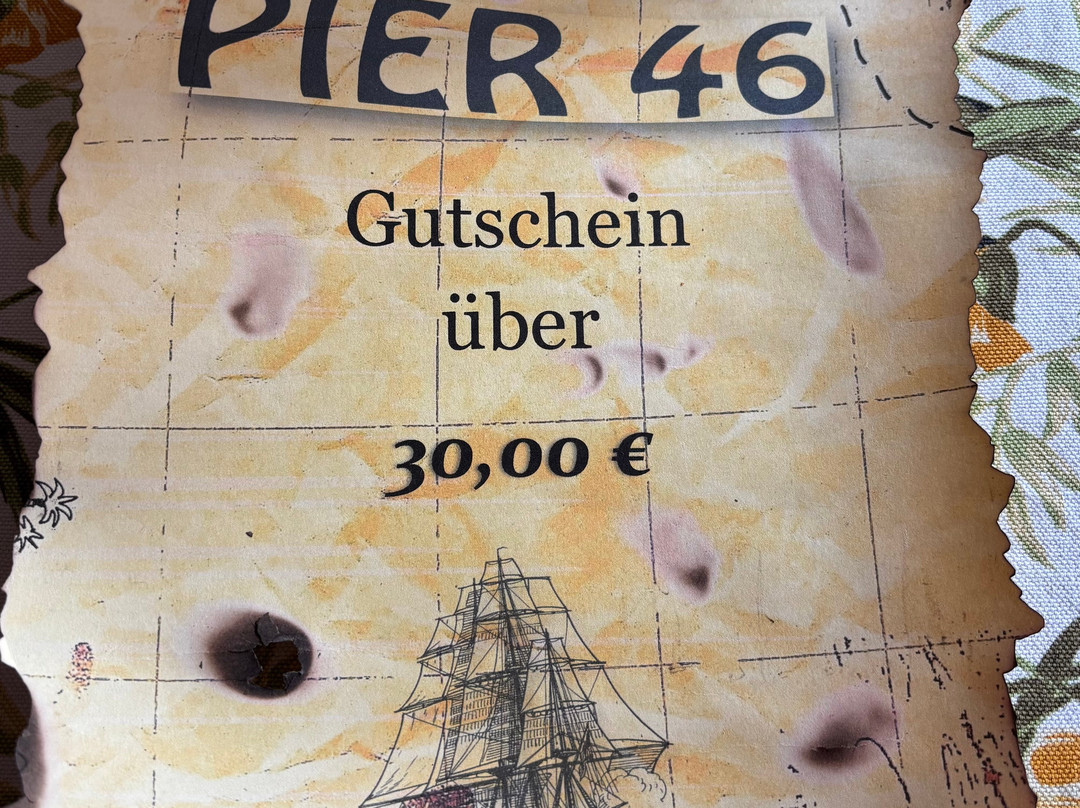 PIER 46
Gutschein
über
30,00 €